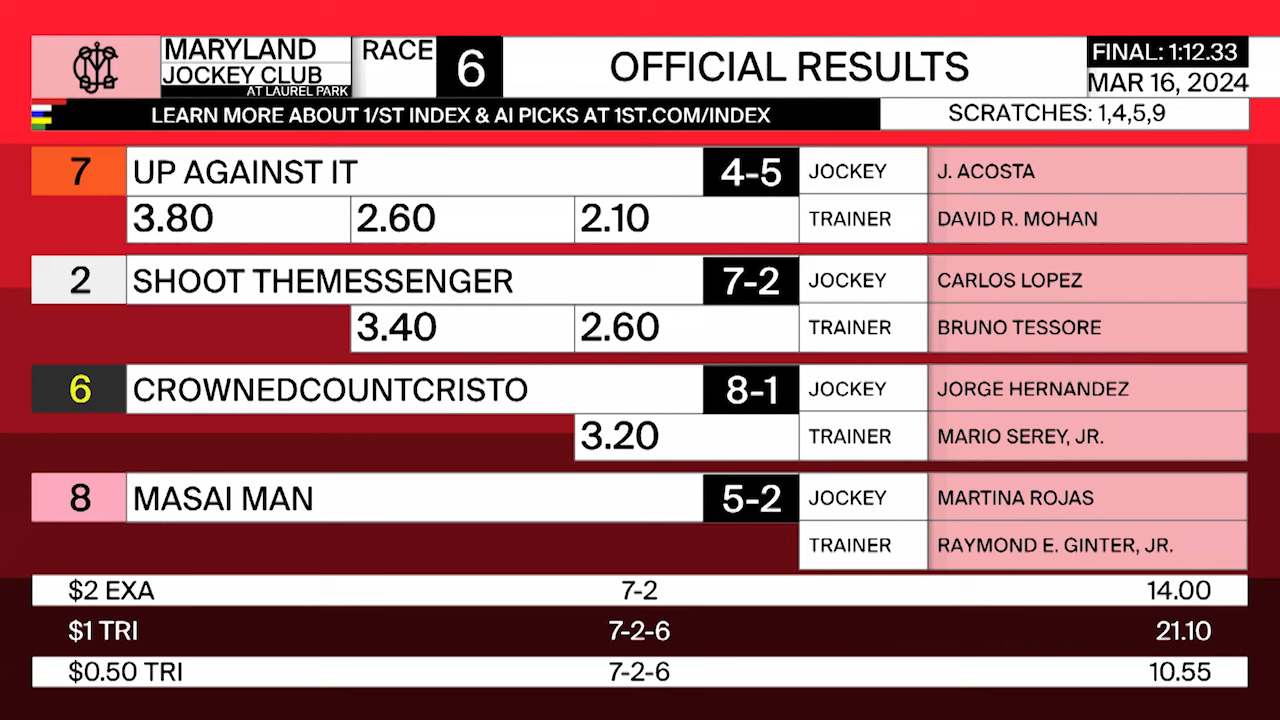 MARYLAND
JOCKEY CLUB
AT LAUREL PARK
RACE 6
OFFICIAL RESULTS
FINAL: 1:12.33
MAR 16, 2024
LEARN MORE ABOUT 1/ST INDEX & AI PICKS AT 1ST.COM/INDEX
SCRATCHES: 1,4,5,9
7 UP AGAINST IT 4-5 JOCKEY J. ACOSTA
3.80 2.60 2.10 TRAINER DAVID R. MOHAN
2 SHOOT THEMESSENGER 7-2 JOCKEY CARLOS LOPEZ
3.40 2.60 TRAINER BRUNO TESSORE
6 CROWNEDCOUNTCRISTO 8-1 JOCKEY JORGE HERNANDEZ
3.20 TRAINER MARIO SEREY, JR.
8 MASAI MAN 5-2 JOCKEY MARTINA ROJAS
TRAINER RAYMOND E. GINTER, JR.
$2 EXA 7-2 14.00
$1 TRI 7-2-6 21.10
$0.50 TRI 7-2-6 10.55